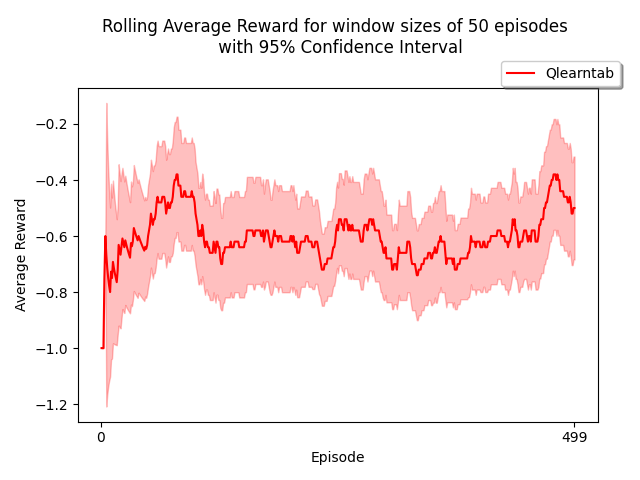 Rolling Average Reward for window sizes of 50 episodes
with 95% Confidence Interval
Qlearntab
−0.2
−0.4
−0.6
−0.8
−1.0
−1.2
Average Reward
0
499
Episode